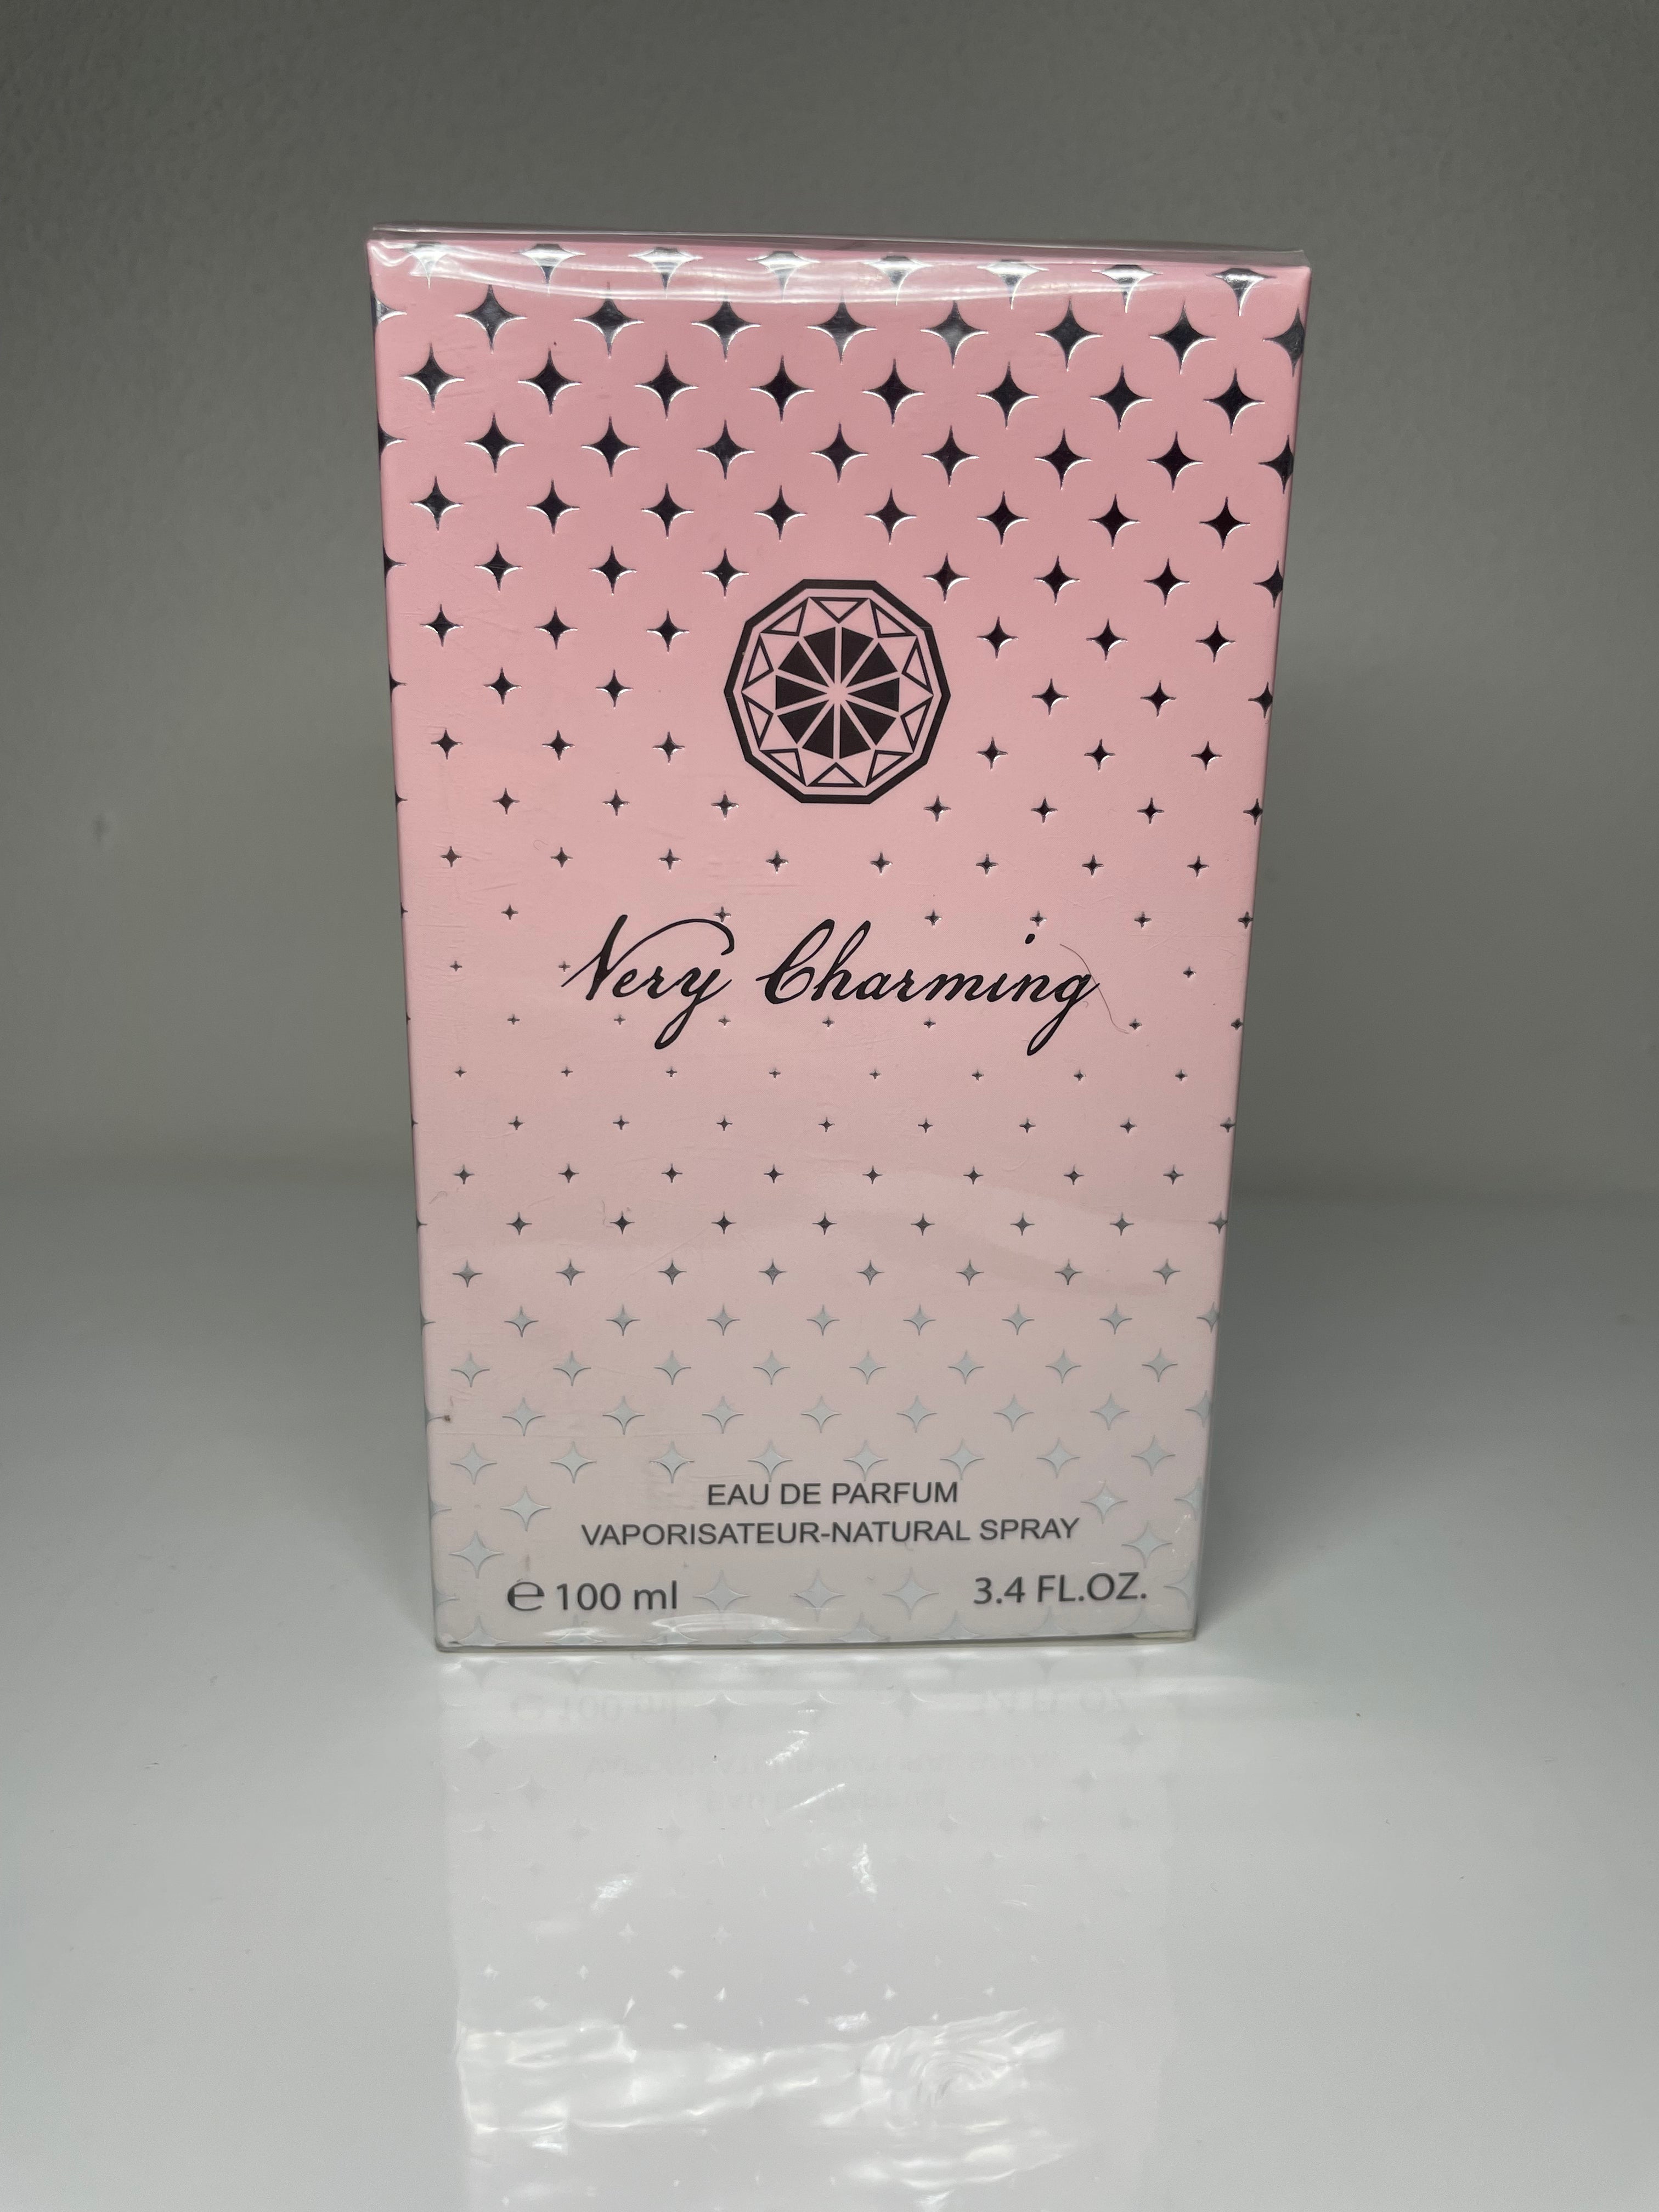 Very Charming
EAU DE PARFUM
VAPORISATEUR-NATURAL SPRAY
℮ 100 ml 3.4 FL.OZ.